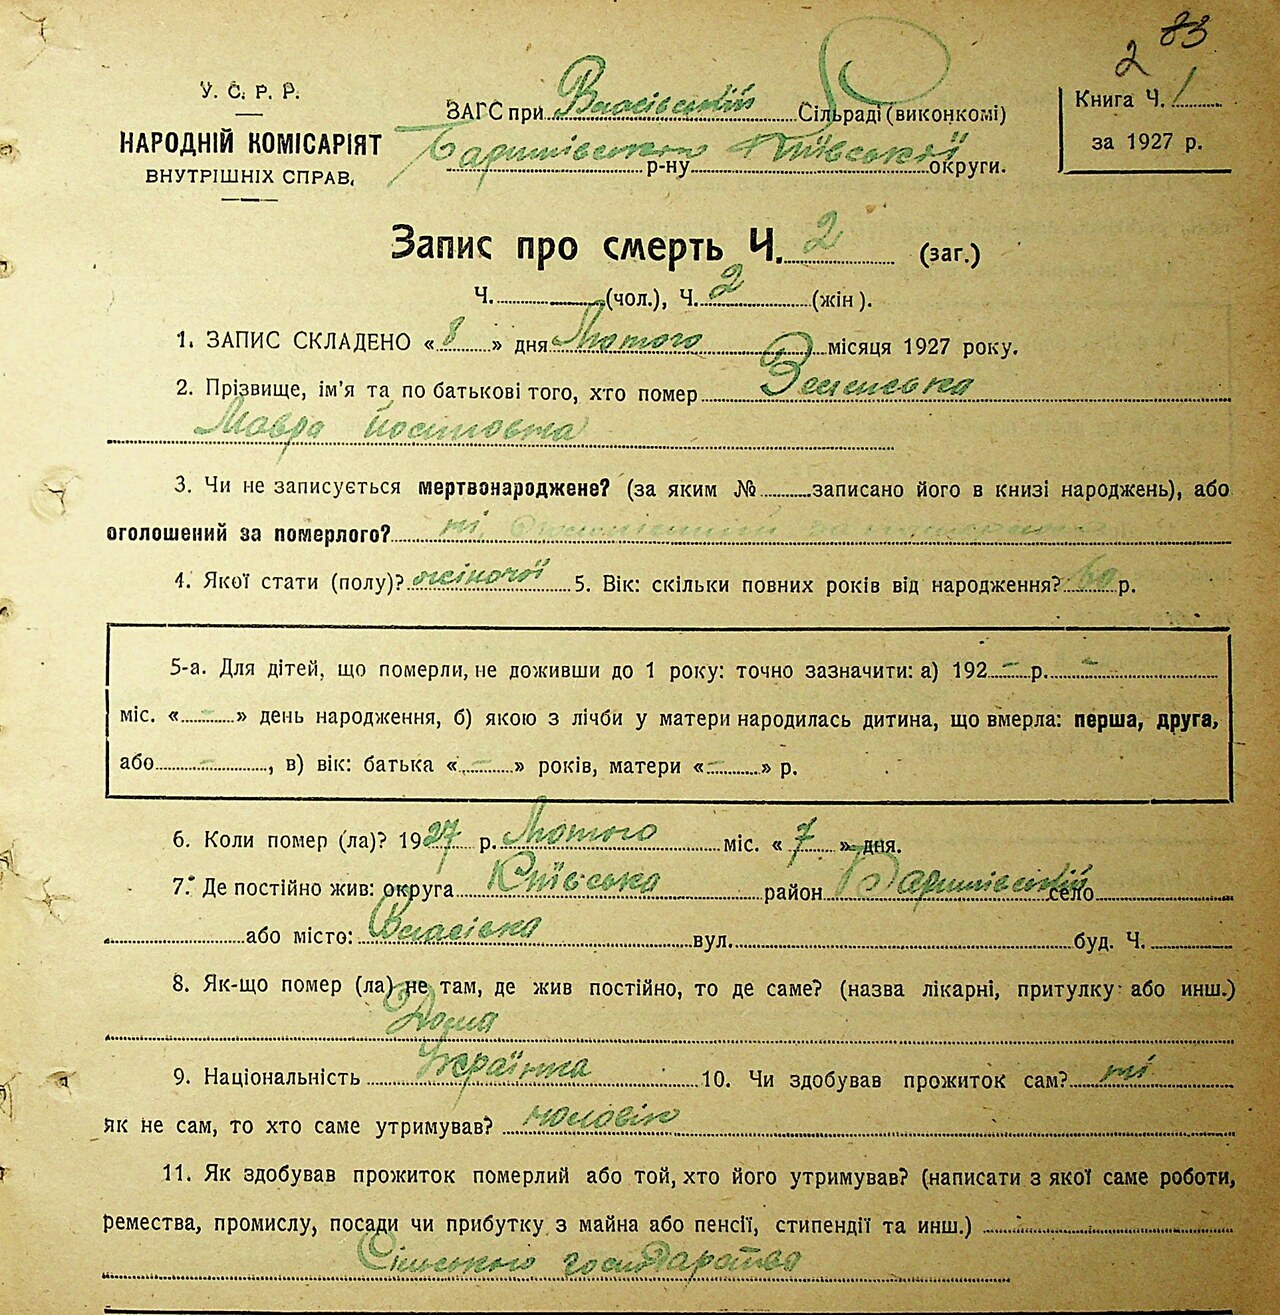 2 83
У. С. Р. Р.
НАРОДНІЙ КОМІСАРІЯТ
ВНУТРІШНІХ СПРАВ.
ЗАГС при Власівській Сільраді (виконкомі)
Баришівського р-ну Київської округи.
Книга Ч. 1
за 1927 р.
Запис про смерть Ч. 2 (заг.)
Ч. (чол.), Ч. 2 (жін).
1. ЗАПИС СКЛАДЕНО « 8 » дня Лютого місяця 1927 року.
2. Прізвище, ім'я та по батькові того, хто помер
Мавра Йосиповна
3. Чи не записується мертвонароджене? (за яким № записано його в книзі народжень), або
оголошений за померлого? ні,
4. Якої стати (полу)? жіночої 5. Вік: скільки повних років від народження? 60 р.
5-а. Для дітей, що померли, не доживши до 1 року: точно зазначити: а) 192 – р. –
міс. « – » день народження, б) якою з лічби у матери народилась дитина, що вмерла: перша, друга,
або – , в) вік: батька « – » років, матери « – » р.
6. Коли помер (ла)? 1927 р. Лютого міс. « 7 » дня.
7. Де постійно жив: округа Київська район Баришівський село
або місто: Власівка вул. буд. Ч.
8. Як-що помер (ла) не там, де жив постійно, то де саме? (назва лікарні, притулку або инш.)
Дома
9. Національність Українка 10. Чи здобував прожиток сам? ні
Як не сам, то хто саме утримував? чоловік
11. Як здобував прожиток померлий або той, хто його утримував? (написати з якої саме роботи,
ремества, промислу, посади чи прибутку з майна або пенсії, стипендії та инш.)
Сільського господарства